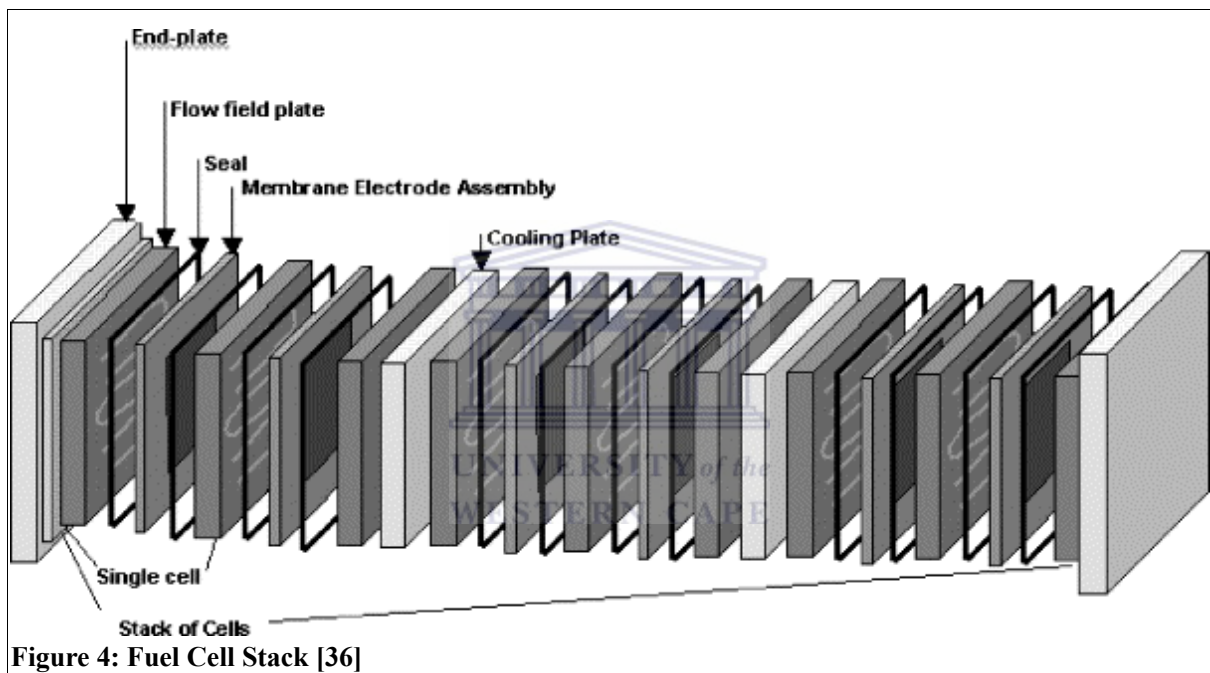 End-plate
Flow field plate
Seal
Membrane Electrode Assembly
Cooling Plate
UNIVERSITY of the
WESTERN CAPE
Single cell
Stack of Cells
Figure 4: Fuel Cell Stack [36]